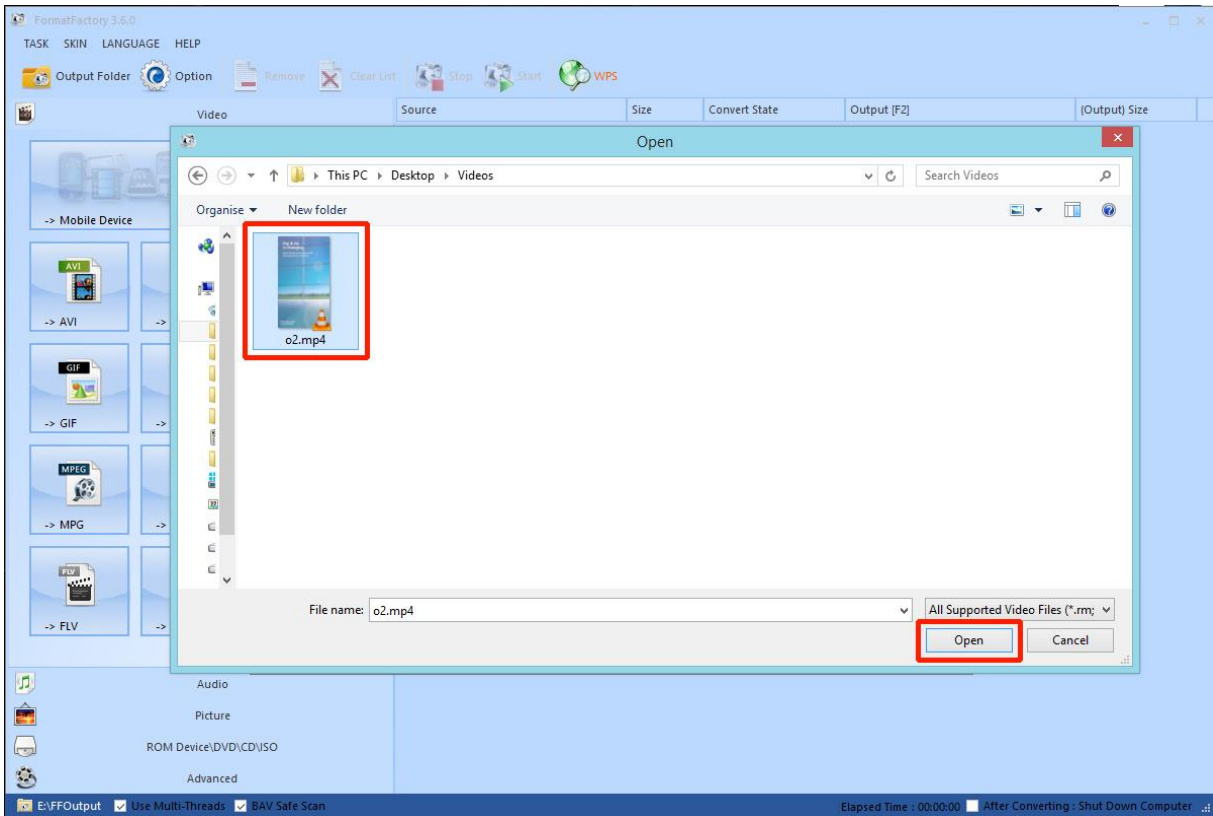 FormatFactory 3.6.0
TASK SKIN LANGUAGE HELP
Output Folder Option Remove Clear List Stop Start WPS
Video Source Size Convert State Output [F2] (Output) Size
Open
This PC Desktop Videos Search Videos
Organise New folder
-> Mobile Device
AVI
-> AVI ->
o2.mp4
GIF
-> GIF ->
MPEG
-> MPG ->
FLV
-> FLV ->
File name: o2.mp4 All Supported Video Files (*.rm;
Open Cancel
Audio
Picture
ROM Device\DVD\CD\ISO
Advanced
E:\FFOutput Use Multi-Threads BAV Safe Scan Elapsed Time : 00:00:00 After Converting : Shut Down Computer